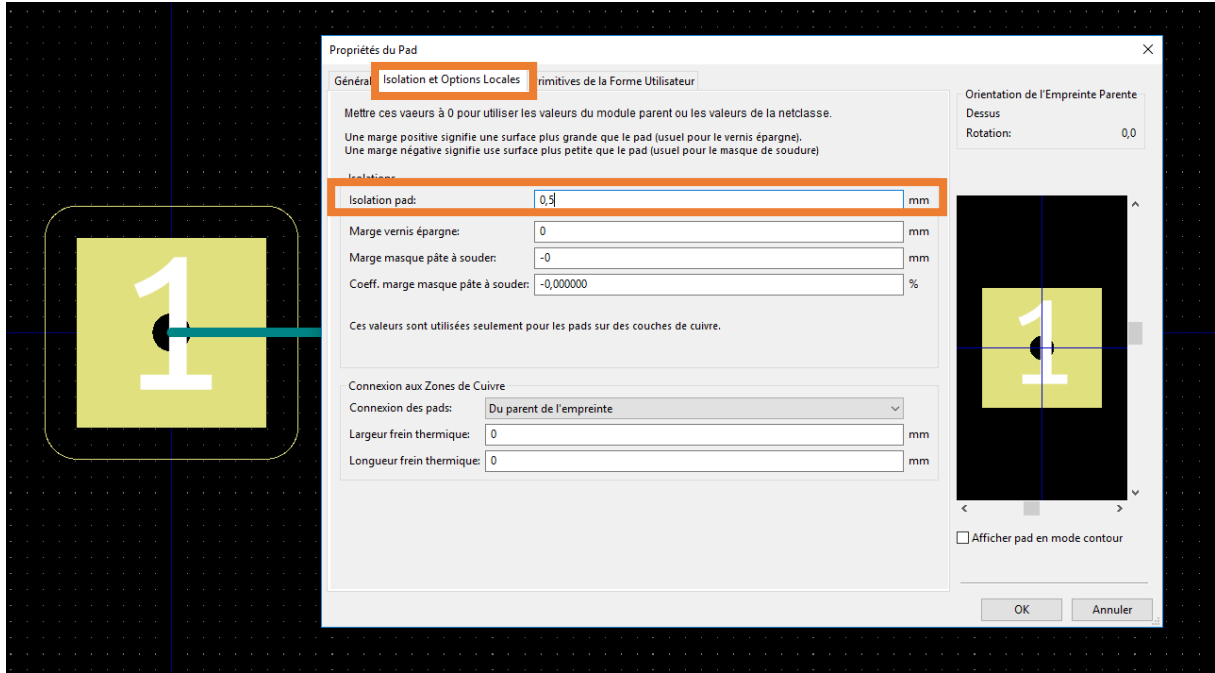 Propriétés du Pad
Général
Isolation et Options Locales
rimitives de la Forme Utilisateur
Mettre ces vaeurs à 0 pour utiliser les valeurs du module parent ou les valeurs de la netclasse.
Une marge positive signifie une surface plus grande que le pad (usuel pour le vernis épargne).
Une marge négative signifie use surface plus petite que le pad (usuel pour le masque de soudure)
Isolations
Isolation pad: 0,5 mm
Marge vernis épargne: 0 mm
Marge masque pâte à souder: -0 mm
Coeff. marge masque pâte à souder: -0,000000 %
Ces valeurs sont utilisées seulement pour les pads sur des couches de cuivre.
Connexion aux Zones de Cuivre
Connexion des pads: Du parent de l'empreinte
Largeur frein thermique: 0 mm
Longueur frein thermique: 0 mm
Orientation de l'Empreinte Parente
Dessus
Rotation: 0,0
1
1
Afficher pad en mode contour
OK Annuler